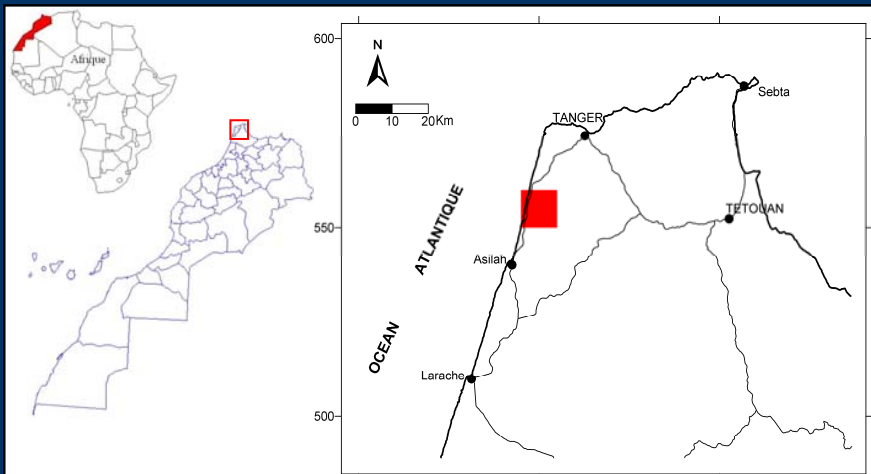 Afrique
600
550
500
N
0 10 20Km
TANGER
Sebta
TETOUAN
Asilah
Larache
OCEAN ATLANTIQUE